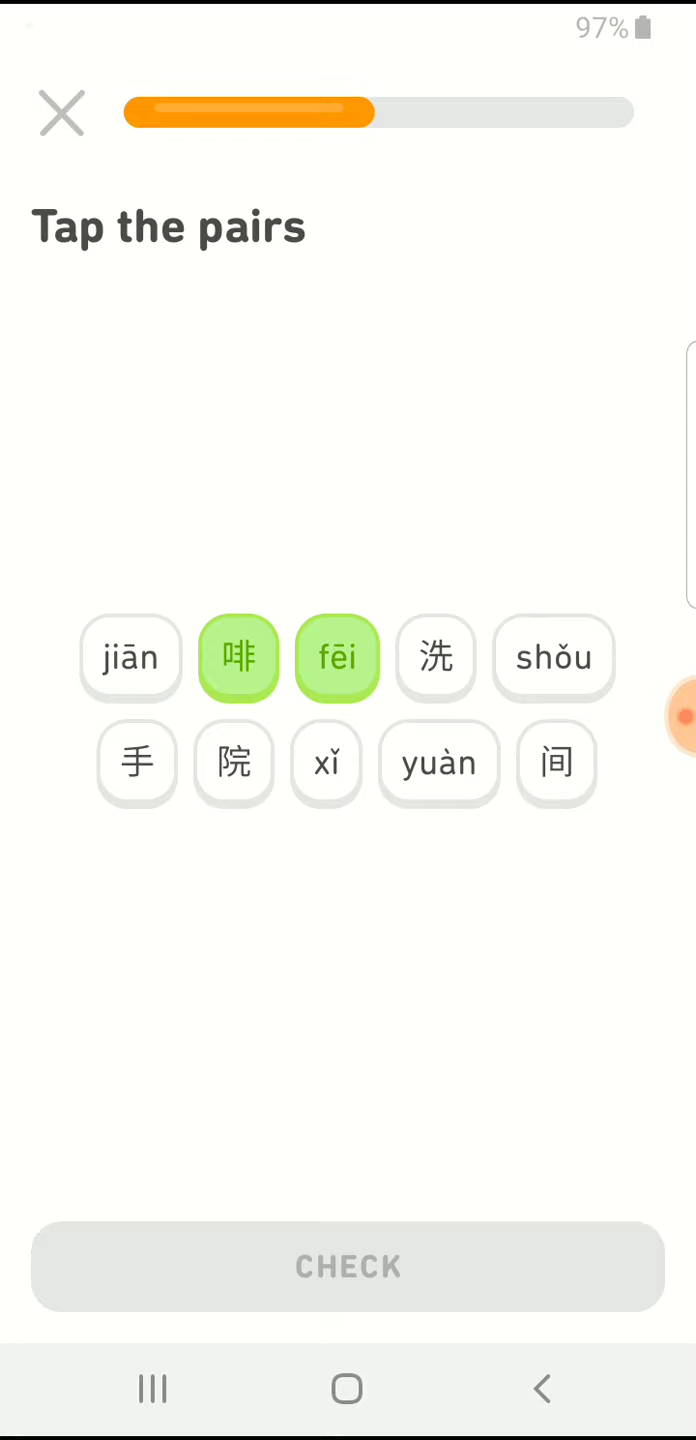 97%
Tap the pairs
jiān 啡 fēi 洗 shǒu
手 院 xǐ yuàn 间
CHECK